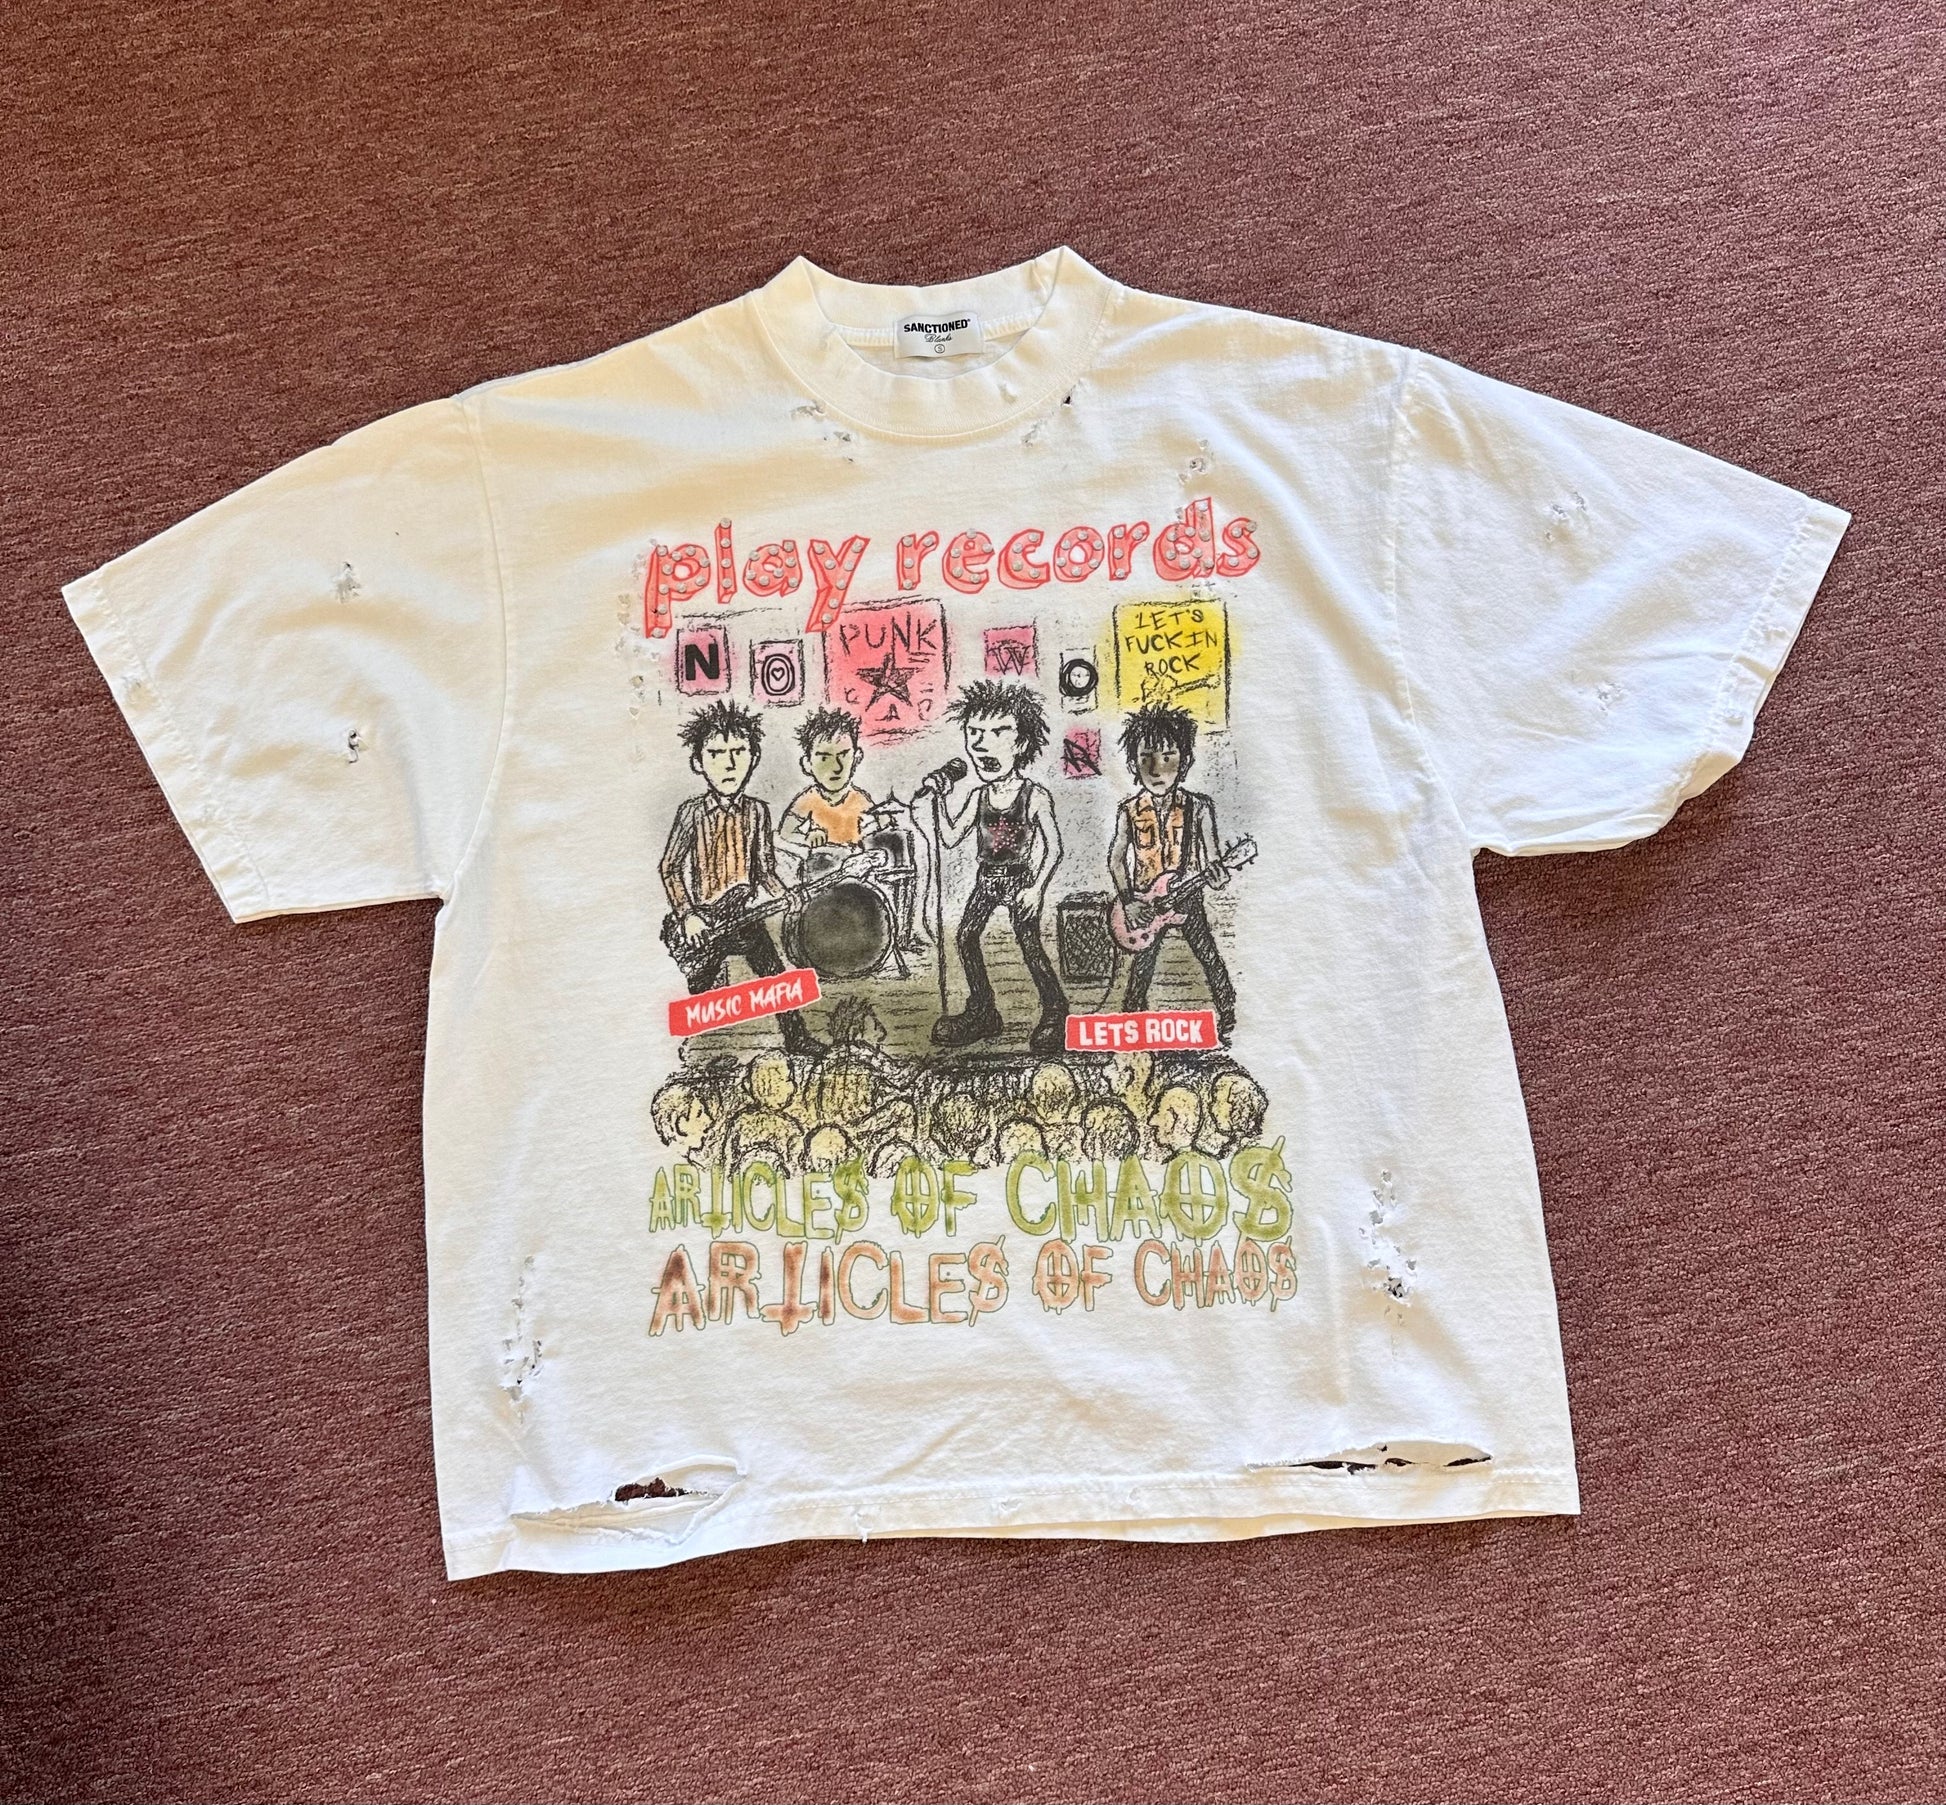 SANCTIONED®
Blanks
S
play records
N O PUNK W O LET'S
FUCKIN
ROCK
R
MUSIC MAFIA
LETS ROCK
ARTICLE$ OF CHAO$
ARTICLE$ OF CHAO$